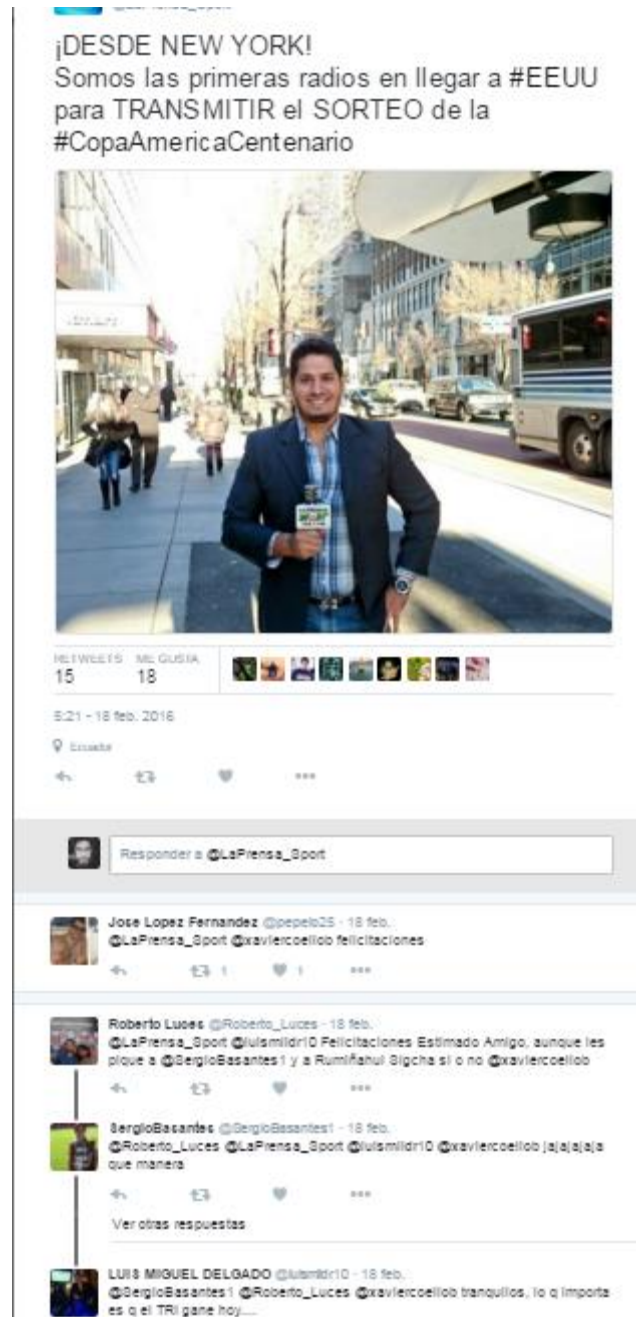 ¡DESDE NEW YORK!
Somos las primeras radios en llegar a #EEUU
para TRANSMITIR el SORTEO de la
#CopaAmericaCentenario
RETWEETS ME GUSTA
15 18
5:21 - 18 feb. 2016
Ecuador
Responder a @LaPrensa_Sport
Jose Lopez Fernandez @pepelo25 · 18 feb.
@LaPrensa_Sport @xaviercoellob felicitaciones
1 1
Roberto Luces @Roberto_Luces · 18 feb.
@LaPrensa_Sport @luismildr10 Felicitaciones Estimado Amigo, aunque les
pique a @SergioBasantes1 y a Rumiñahui Sigcha si o no @xaviercoellob
SergioBasantes @SergioBasantes1 · 18 feb.
@Roberto_Luces @LaPrensa_Sport @luismildr10 @xaviercoellob jajajajaja
que manera
Ver otras respuestas
LUIS MIGUEL DELGADO @luismildr10 · 18 feb.
@SergioBasantes1 @Roberto_Luces @xaviercoellob tranquilos, lo q importa
es q el TRI gane hoy....